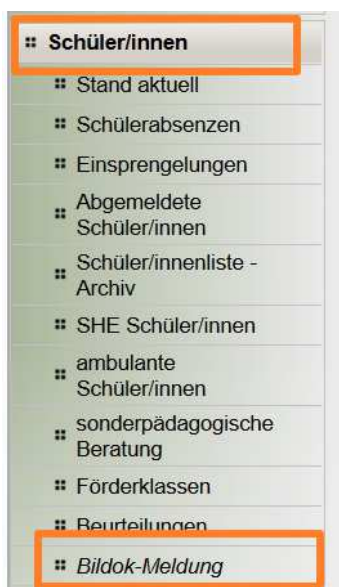 Schüler/innen
Stand aktuell
Schülerabsenzen
Einsprengelungen
Abgemeldete
Schüler/innen
Schüler/innenliste -
Archiv
SHE Schüler/innen
ambulante
Schüler/innen
sonderpädagogische
Beratung
Förderklassen
Beurteilungen
Bildok-Meldung